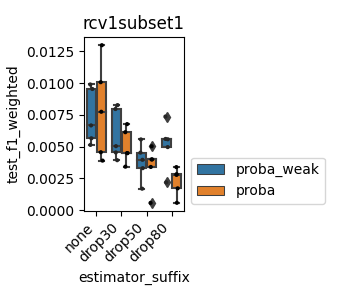 rcv1subset1
0.0125
0.0100
0.0075
0.0050
0.0025
0.0000
test_f1_weighted
none
drop30
drop50
drop80
estimator_suffix
proba_weak
proba